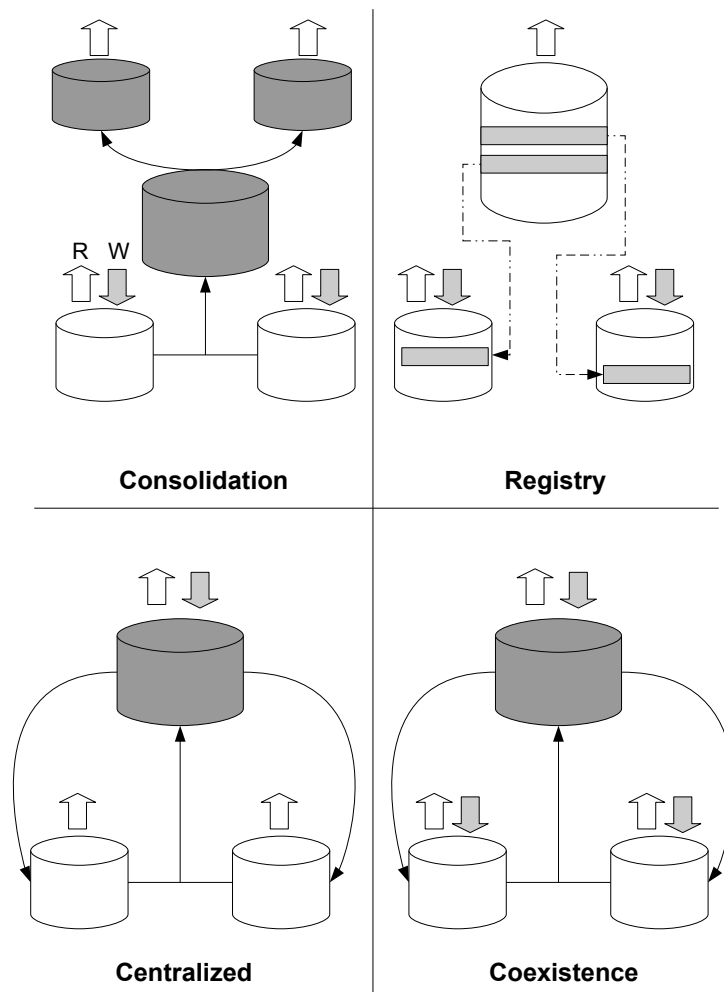 R W
Consolidation
Registry
Centralized
Coexistence